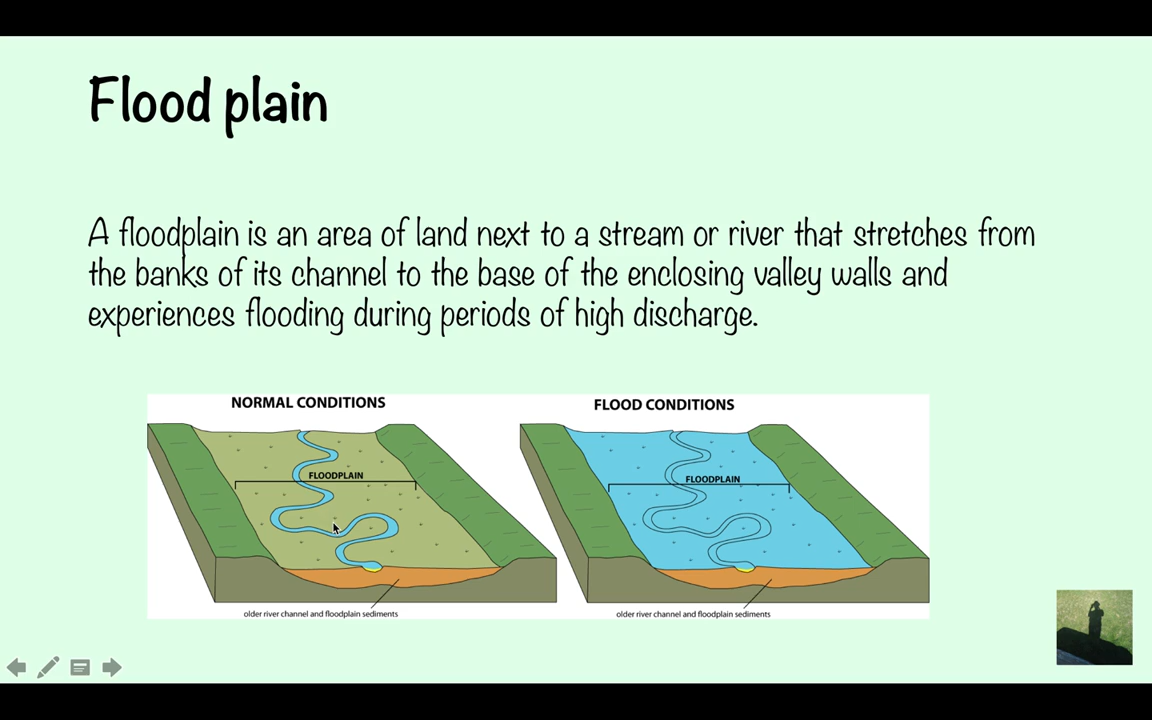 Flood plain
A floodplain is an area of land next to a stream or river that stretches from
the banks of its channel to the base of the enclosing valley walls and
experiences flooding during periods of high discharge.
NORMAL CONDITIONS
FLOODPLAIN
older river channel and floodplain sediments
FLOOD CONDITIONS
FLOODPLAIN
older river channel and floodplain sediments